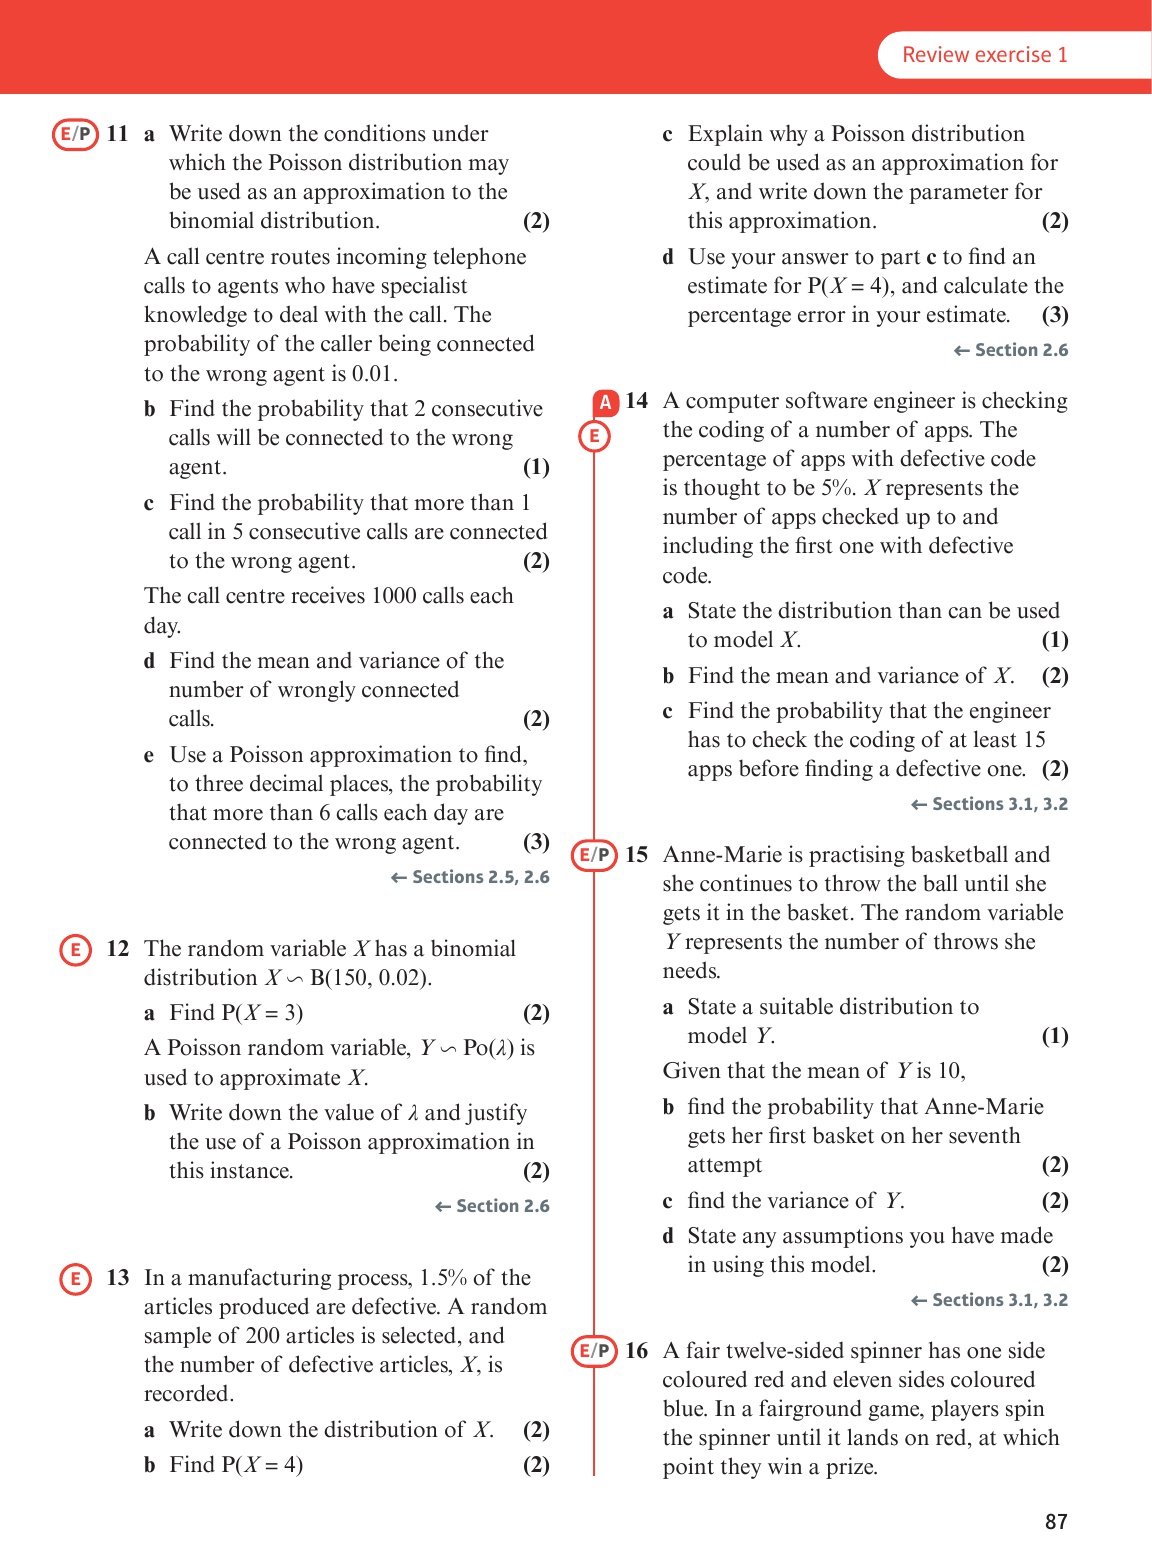 Review exercise 1
E/P 11 a Write down the conditions under
which the Poisson distribution may
be used as an approximation to the
binomial distribution. (2)
A call centre routes incoming telephone
calls to agents who have specialist
knowledge to deal with the call. The
probability of the caller being connected
to the wrong agent is 0.01.
b Find the probability that 2 consecutive
calls will be connected to the wrong
agent. (1)
c Find the probability that more than 1
call in 5 consecutive calls are connected
to the wrong agent. (2)
The call centre receives 1000 calls each
day.
d Find the mean and variance of the
number of wrongly connected
calls. (2)
e Use a Poisson approximation to find,
to three decimal places, the probability
that more than 6 calls each day are
connected to the wrong agent. (3)
← Sections 2.5, 2.6
E 12 The random variable X has a binomial
distribution X ∽ B(150, 0.02).
a Find P(X = 3) (2)
A Poisson random variable, Y ∽ Po(λ) is
used to approximate X.
b Write down the value of λ and justify
the use of a Poisson approximation in
this instance. (2)
← Section 2.6
E 13 In a manufacturing process, 1.5% of the
articles produced are defective. A random
sample of 200 articles is selected, and
the number of defective articles, X, is
recorded.
a Write down the distribution of X. (2)
b Find P(X = 4) (2)
c Explain why a Poisson distribution
could be used as an approximation for
X, and write down the parameter for
this approximation. (2)
d Use your answer to part c to find an
estimate for P(X = 4), and calculate the
percentage error in your estimate. (3)
← Section 2.6
A 14 A computer software engineer is checking
E the coding of a number of apps. The
percentage of apps with defective code
is thought to be 5%. X represents the
number of apps checked up to and
including the first one with defective
code.
a State the distribution than can be used
to model X. (1)
b Find the mean and variance of X. (2)
c Find the probability that the engineer
has to check the coding of at least 15
apps before finding a defective one. (2)
← Sections 3.1, 3.2
E/P 15 Anne-Marie is practising basketball and
she continues to throw the ball until she
gets it in the basket. The random variable
Y represents the number of throws she
needs.
a State a suitable distribution to
model Y. (1)
Given that the mean of Y is 10,
b find the probability that Anne-Marie
gets her first basket on her seventh
attempt (2)
c find the variance of Y. (2)
d State any assumptions you have made
in using this model. (2)
← Sections 3.1, 3.2
E/P 16 A fair twelve-sided spinner has one side
coloured red and eleven sides coloured
blue. In a fairground game, players spin
the spinner until it lands on red, at which
point they win a prize.
87